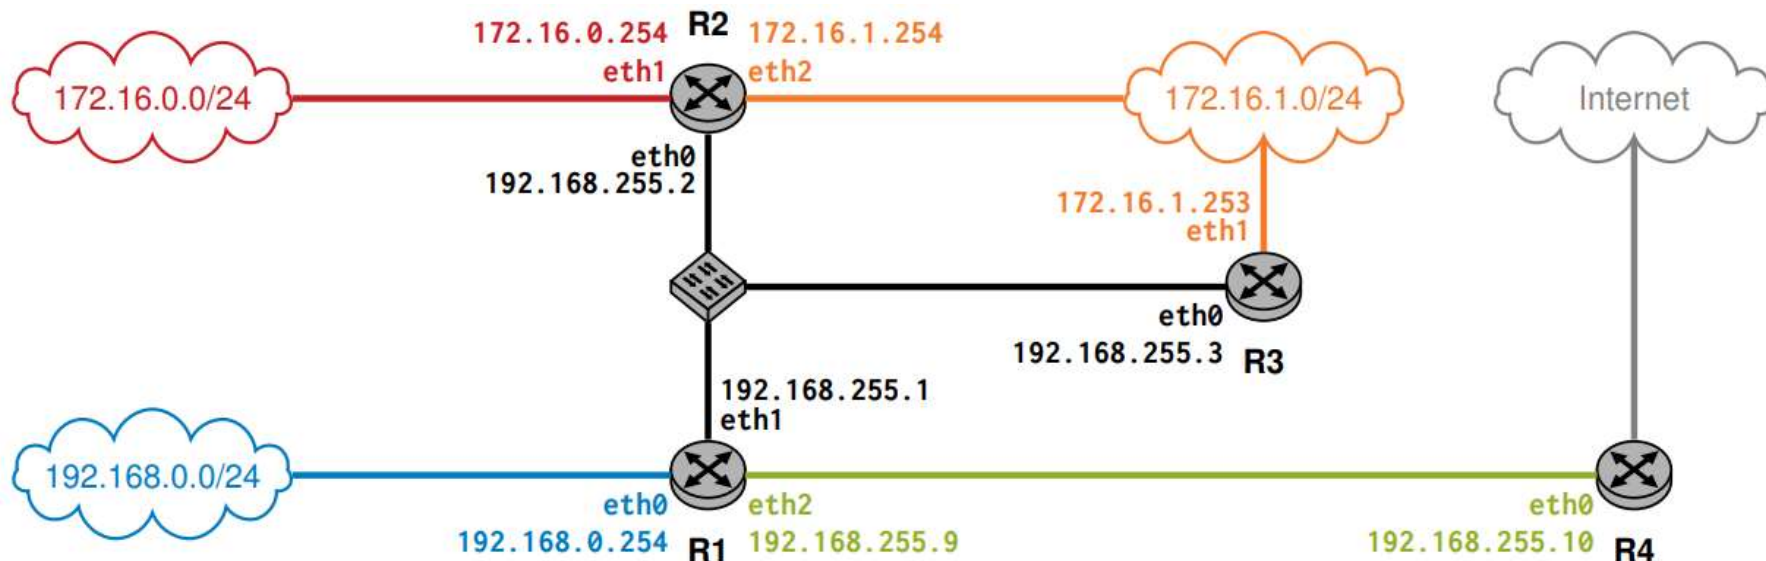 172.16.0.254 R2 172.16.1.254
eth1 eth2
172.16.0.0/24 172.16.1.0/24 Internet
eth0
192.168.255.2
172.16.1.253
eth1
eth0
192.168.255.3 R3
192.168.255.1
eth1
192.168.0.0/24
eth0 eth2 eth0
192.168.0.254 R1 192.168.255.9 192.168.255.10 R4